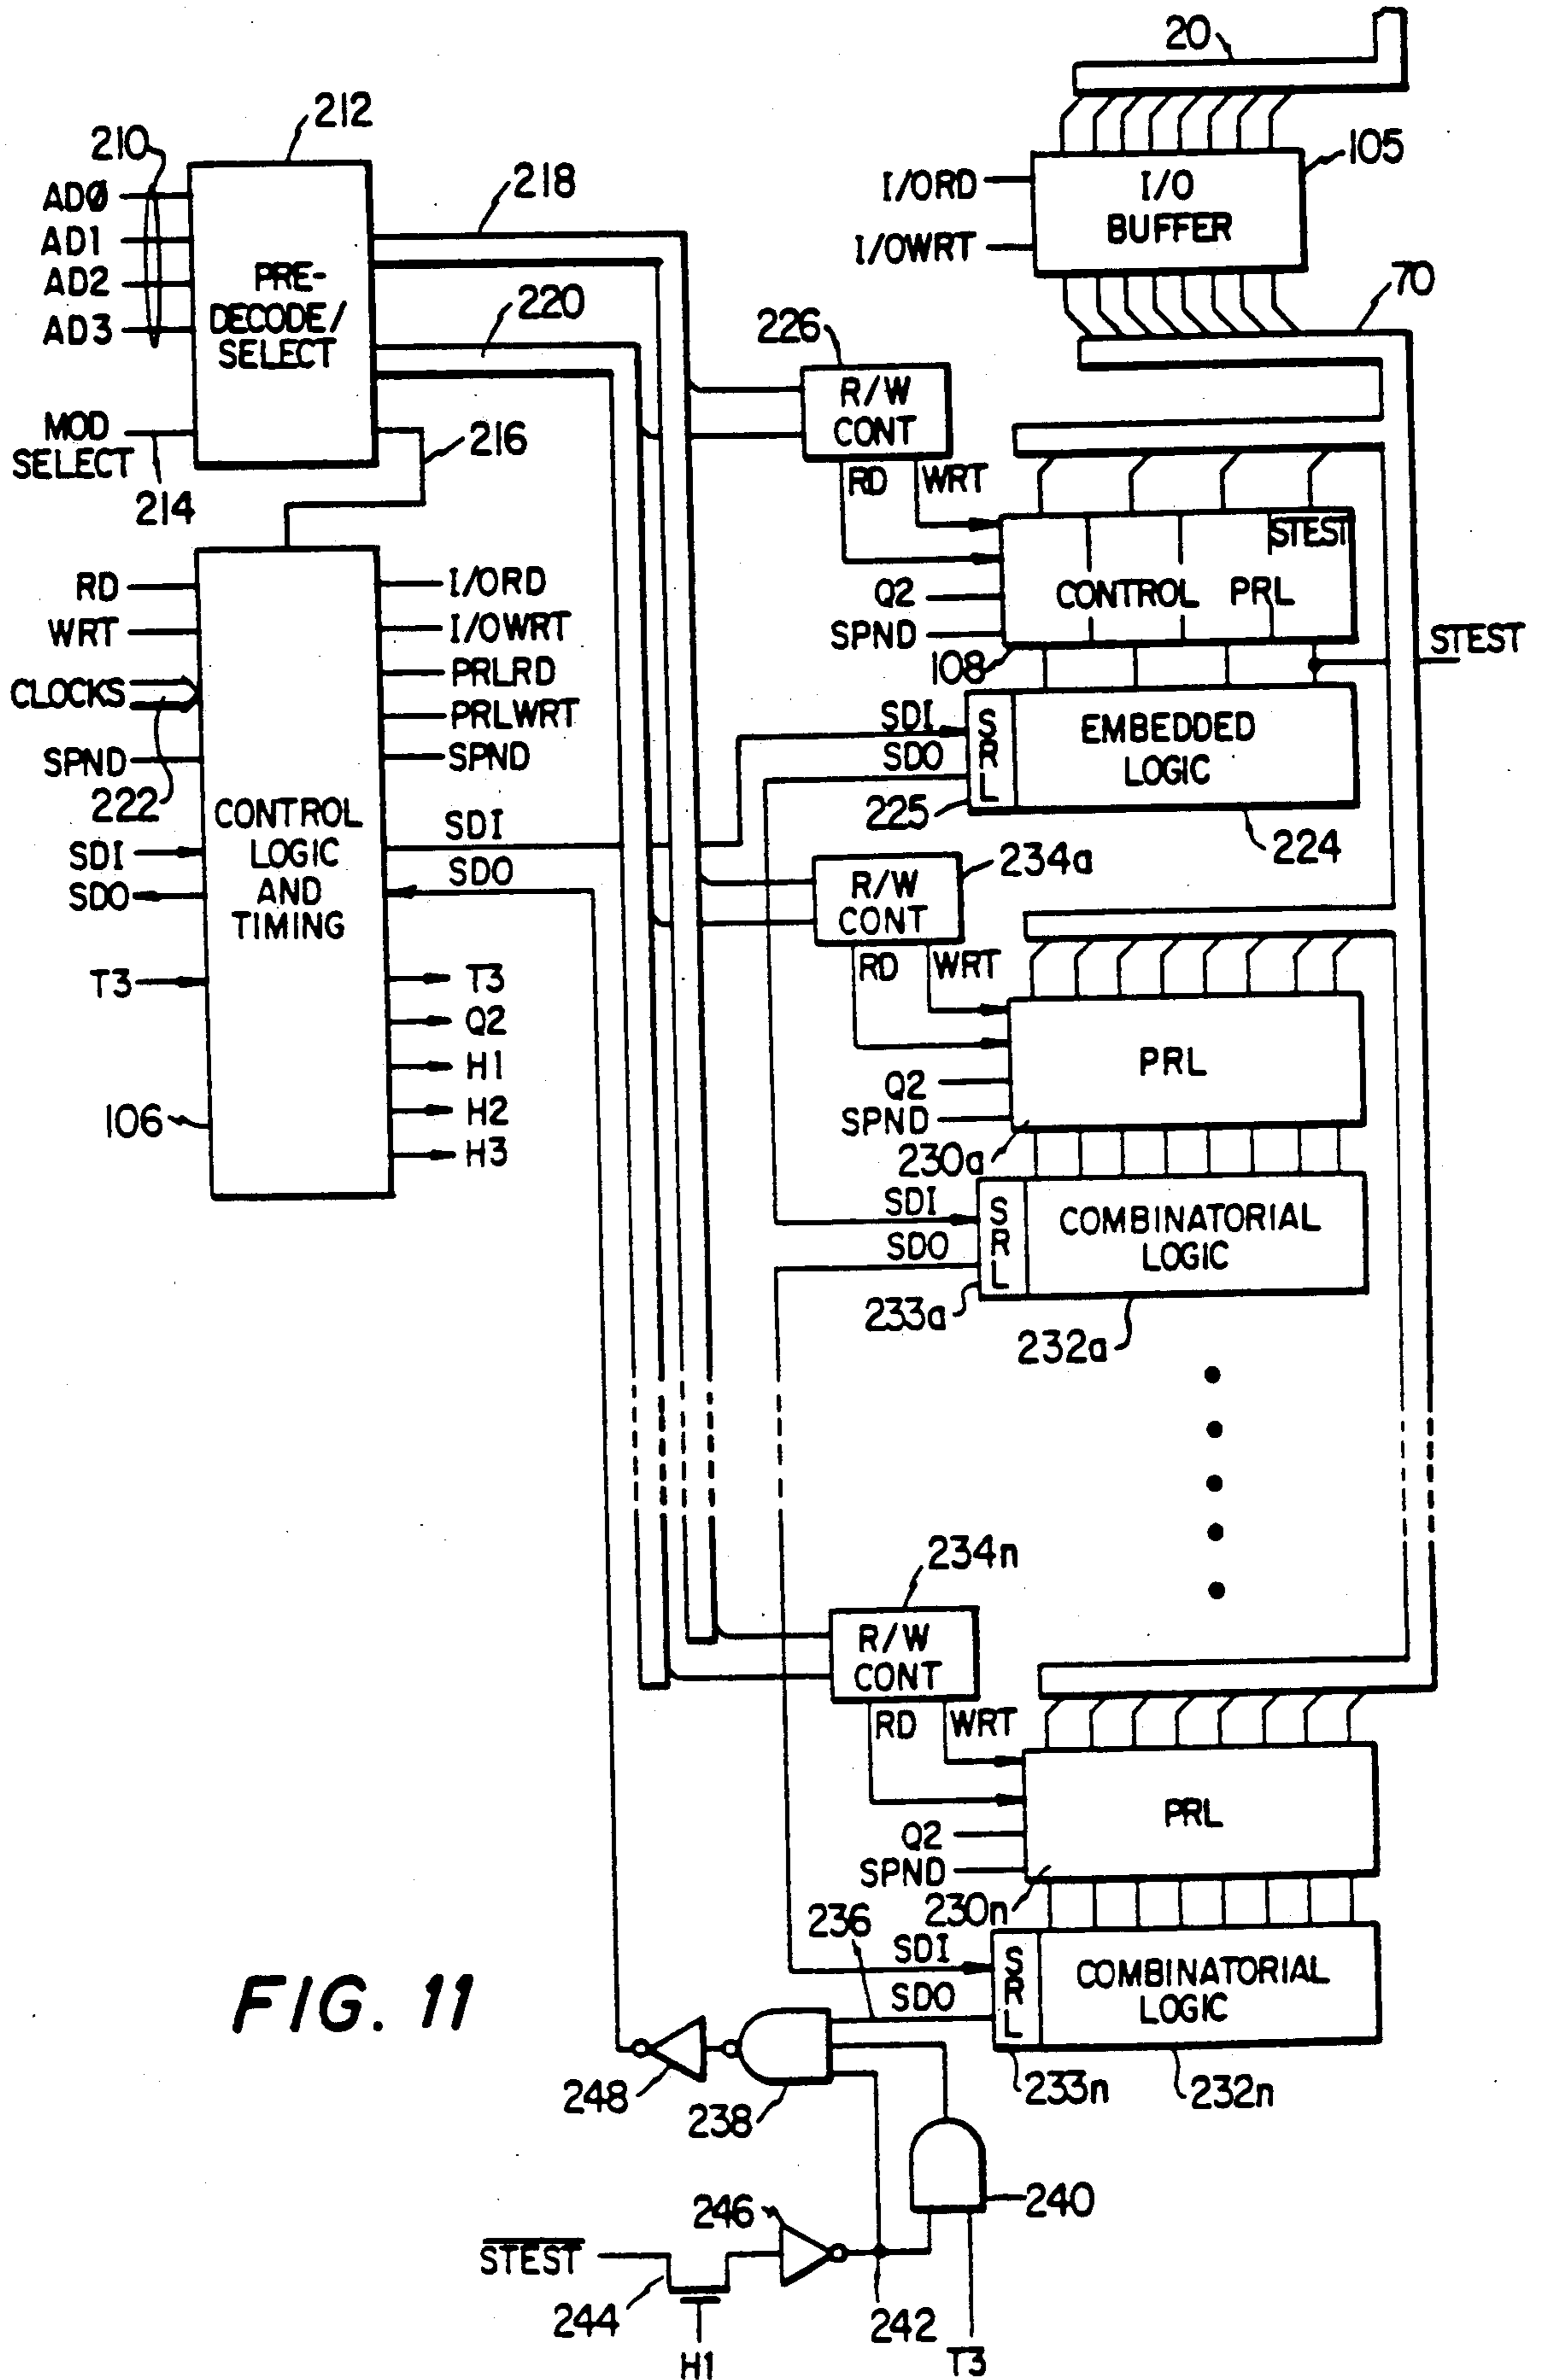 20
212
210
105
AD0
AD1
AD2
AD3
218
I/ORD
I/OWRT
I/O
BUFFER
PRE-
DECODE/
SELECT
220
70
226
R/W
CONT
MOD
SELECT
214
216
RD
WRT
STEST
RD
WRT
CLOCKS
SPND
222
SDI
SDO
T3
CONTROL
LOGIC
AND
TIMING
106
I/ORD
I/OWRT
PRLRD
PRLWRT
SPND
SDI
SDO
T3
Q2
H1
H2
H3
Q2
SPND
CONTROL PRL
108
STEST
SDI
SDO
SRL
EMBEDDED
LOGIC
225
224
234a
R/W
CONT
RD
WRT
PRL
Q2
SPND
230a
SDI
SDO
SRL
COMBINATORIAL
LOGIC
233a
232a
234n
R/W
CONT
RD
WRT
PRL
Q2
SPND
230n
236
SDI
SDO
SRL
COMBINATORIAL
LOGIC
FIG. 11
248
238
233n
232n
240
246
STEST
244
242
H1
T3